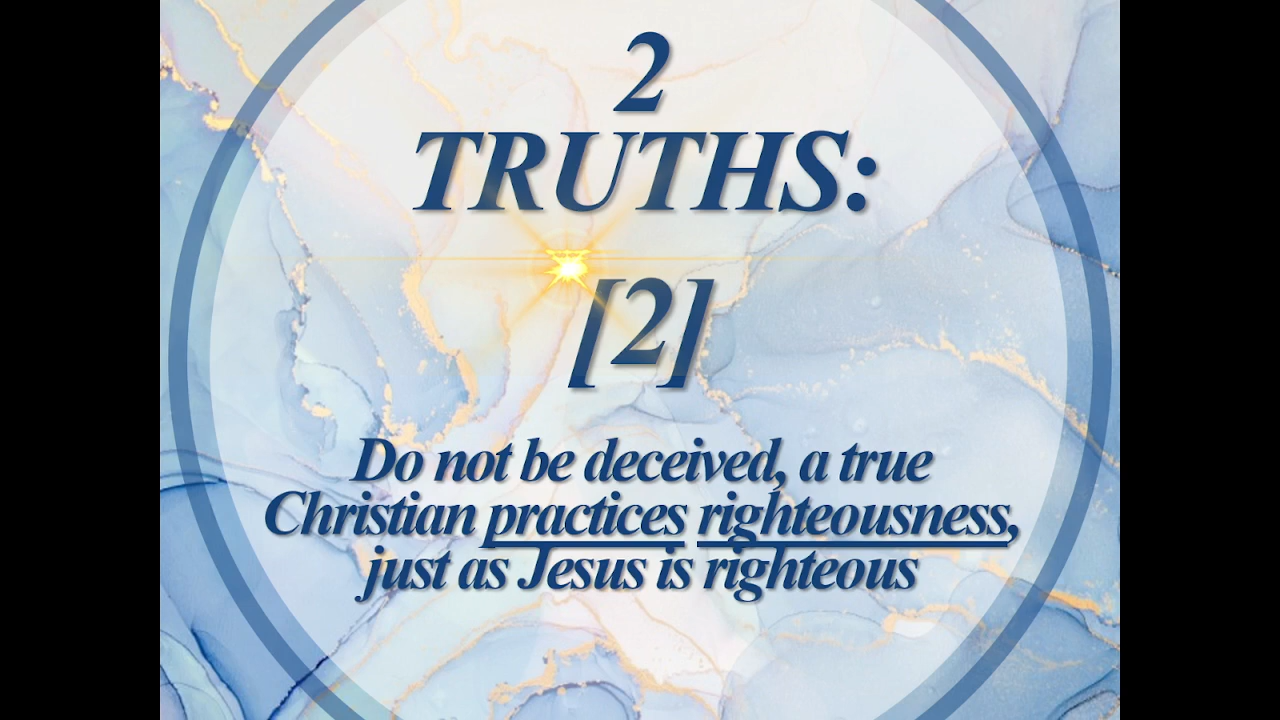 2
TRUTHS:
[2]
Do not be deceived, a true
Christian practices righteousness,
just as Jesus is righteous